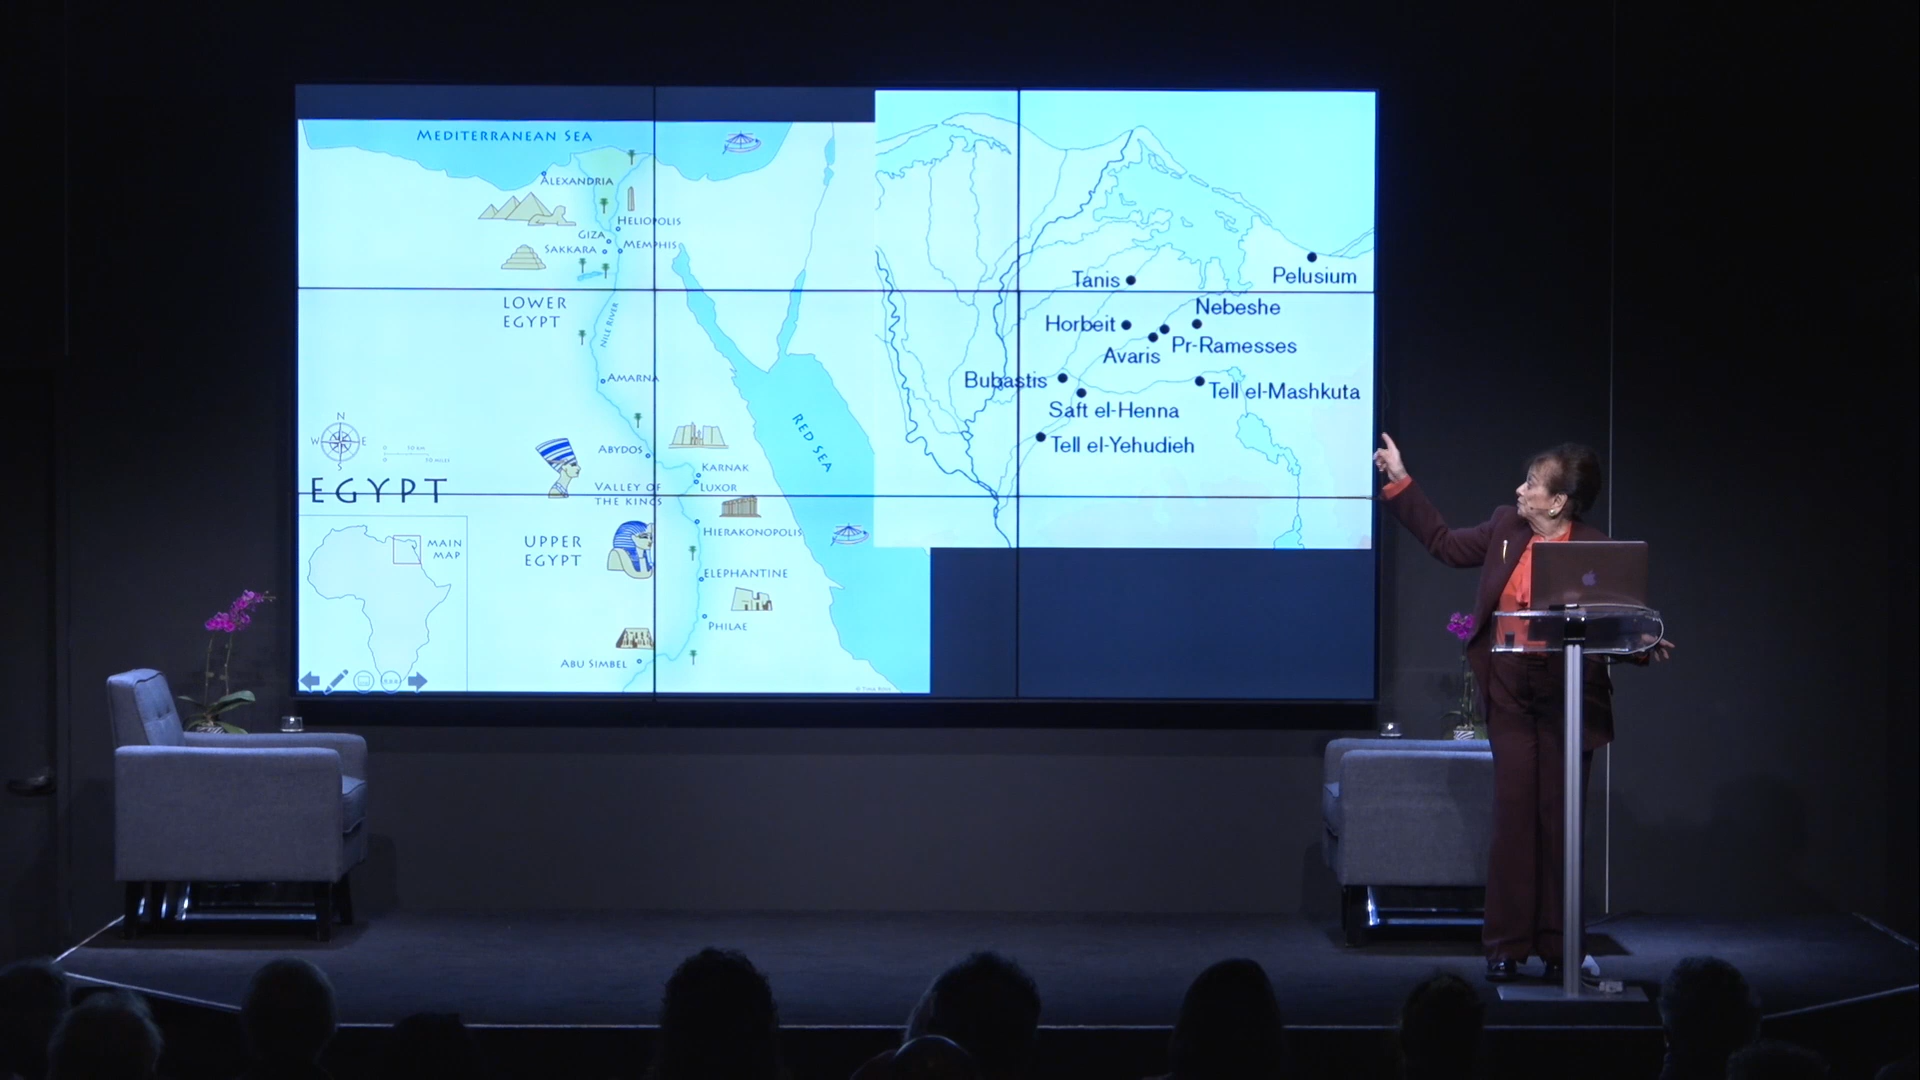 MEDITERRANEAN SEA
ALEXANDRIA
HELIOPOLIS
GIZA
SAKKARA
MEMPHIS
LOWER
EGYPT
NILE RIVER
AMARNA
N
W
E
S
EGYPT
ABYDOS
KARNAK
LUXOR
VALLEY OF
THE KINGS
RED SEA
HIERAKONOPOLIS
UPPER
EGYPT
MAIN
MAP
ELEPHANTINE
PHILAE
ABU SIMBEL
Tanis
Pelusium
Nebeshe
Horbeit
Pr-Ramesses
Avaris
Bubastis
Tell el-Mashkuta
Saft el-Henna
Tell el-Yehudieh